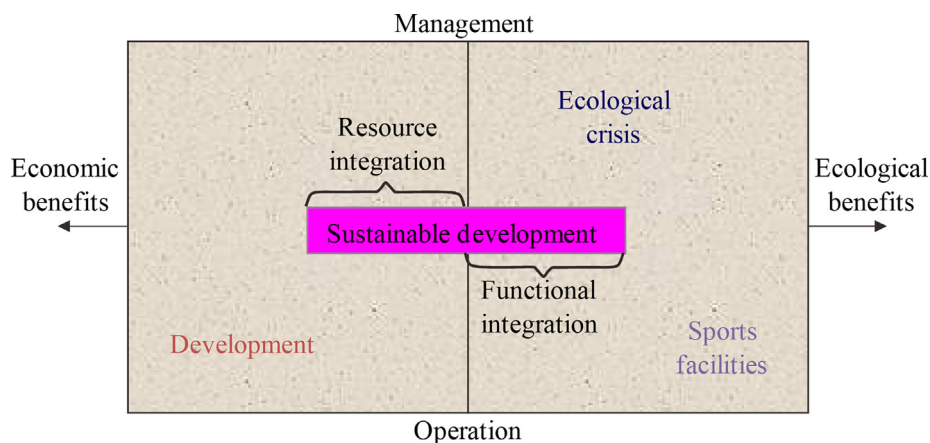 Management
Ecological
crisis
Resource
integration
Economic
benefits
Ecological
benefits
Sustainable development
Functional
integration
Development
Sports
facilities
Operation